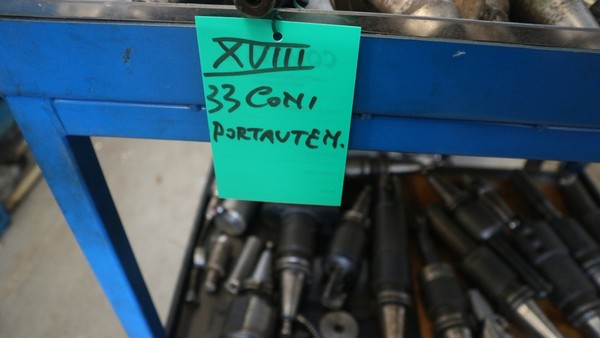 XVIII
33 CONI
PORTAUTEN.